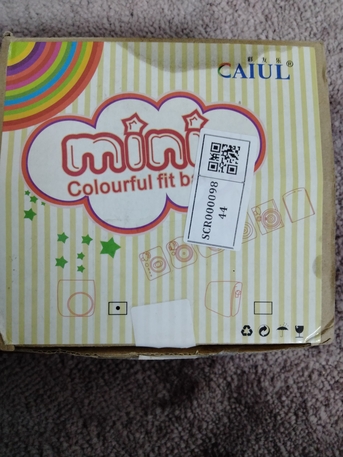 CAIUL®
mini
Colourful fit b
SCR000098
44